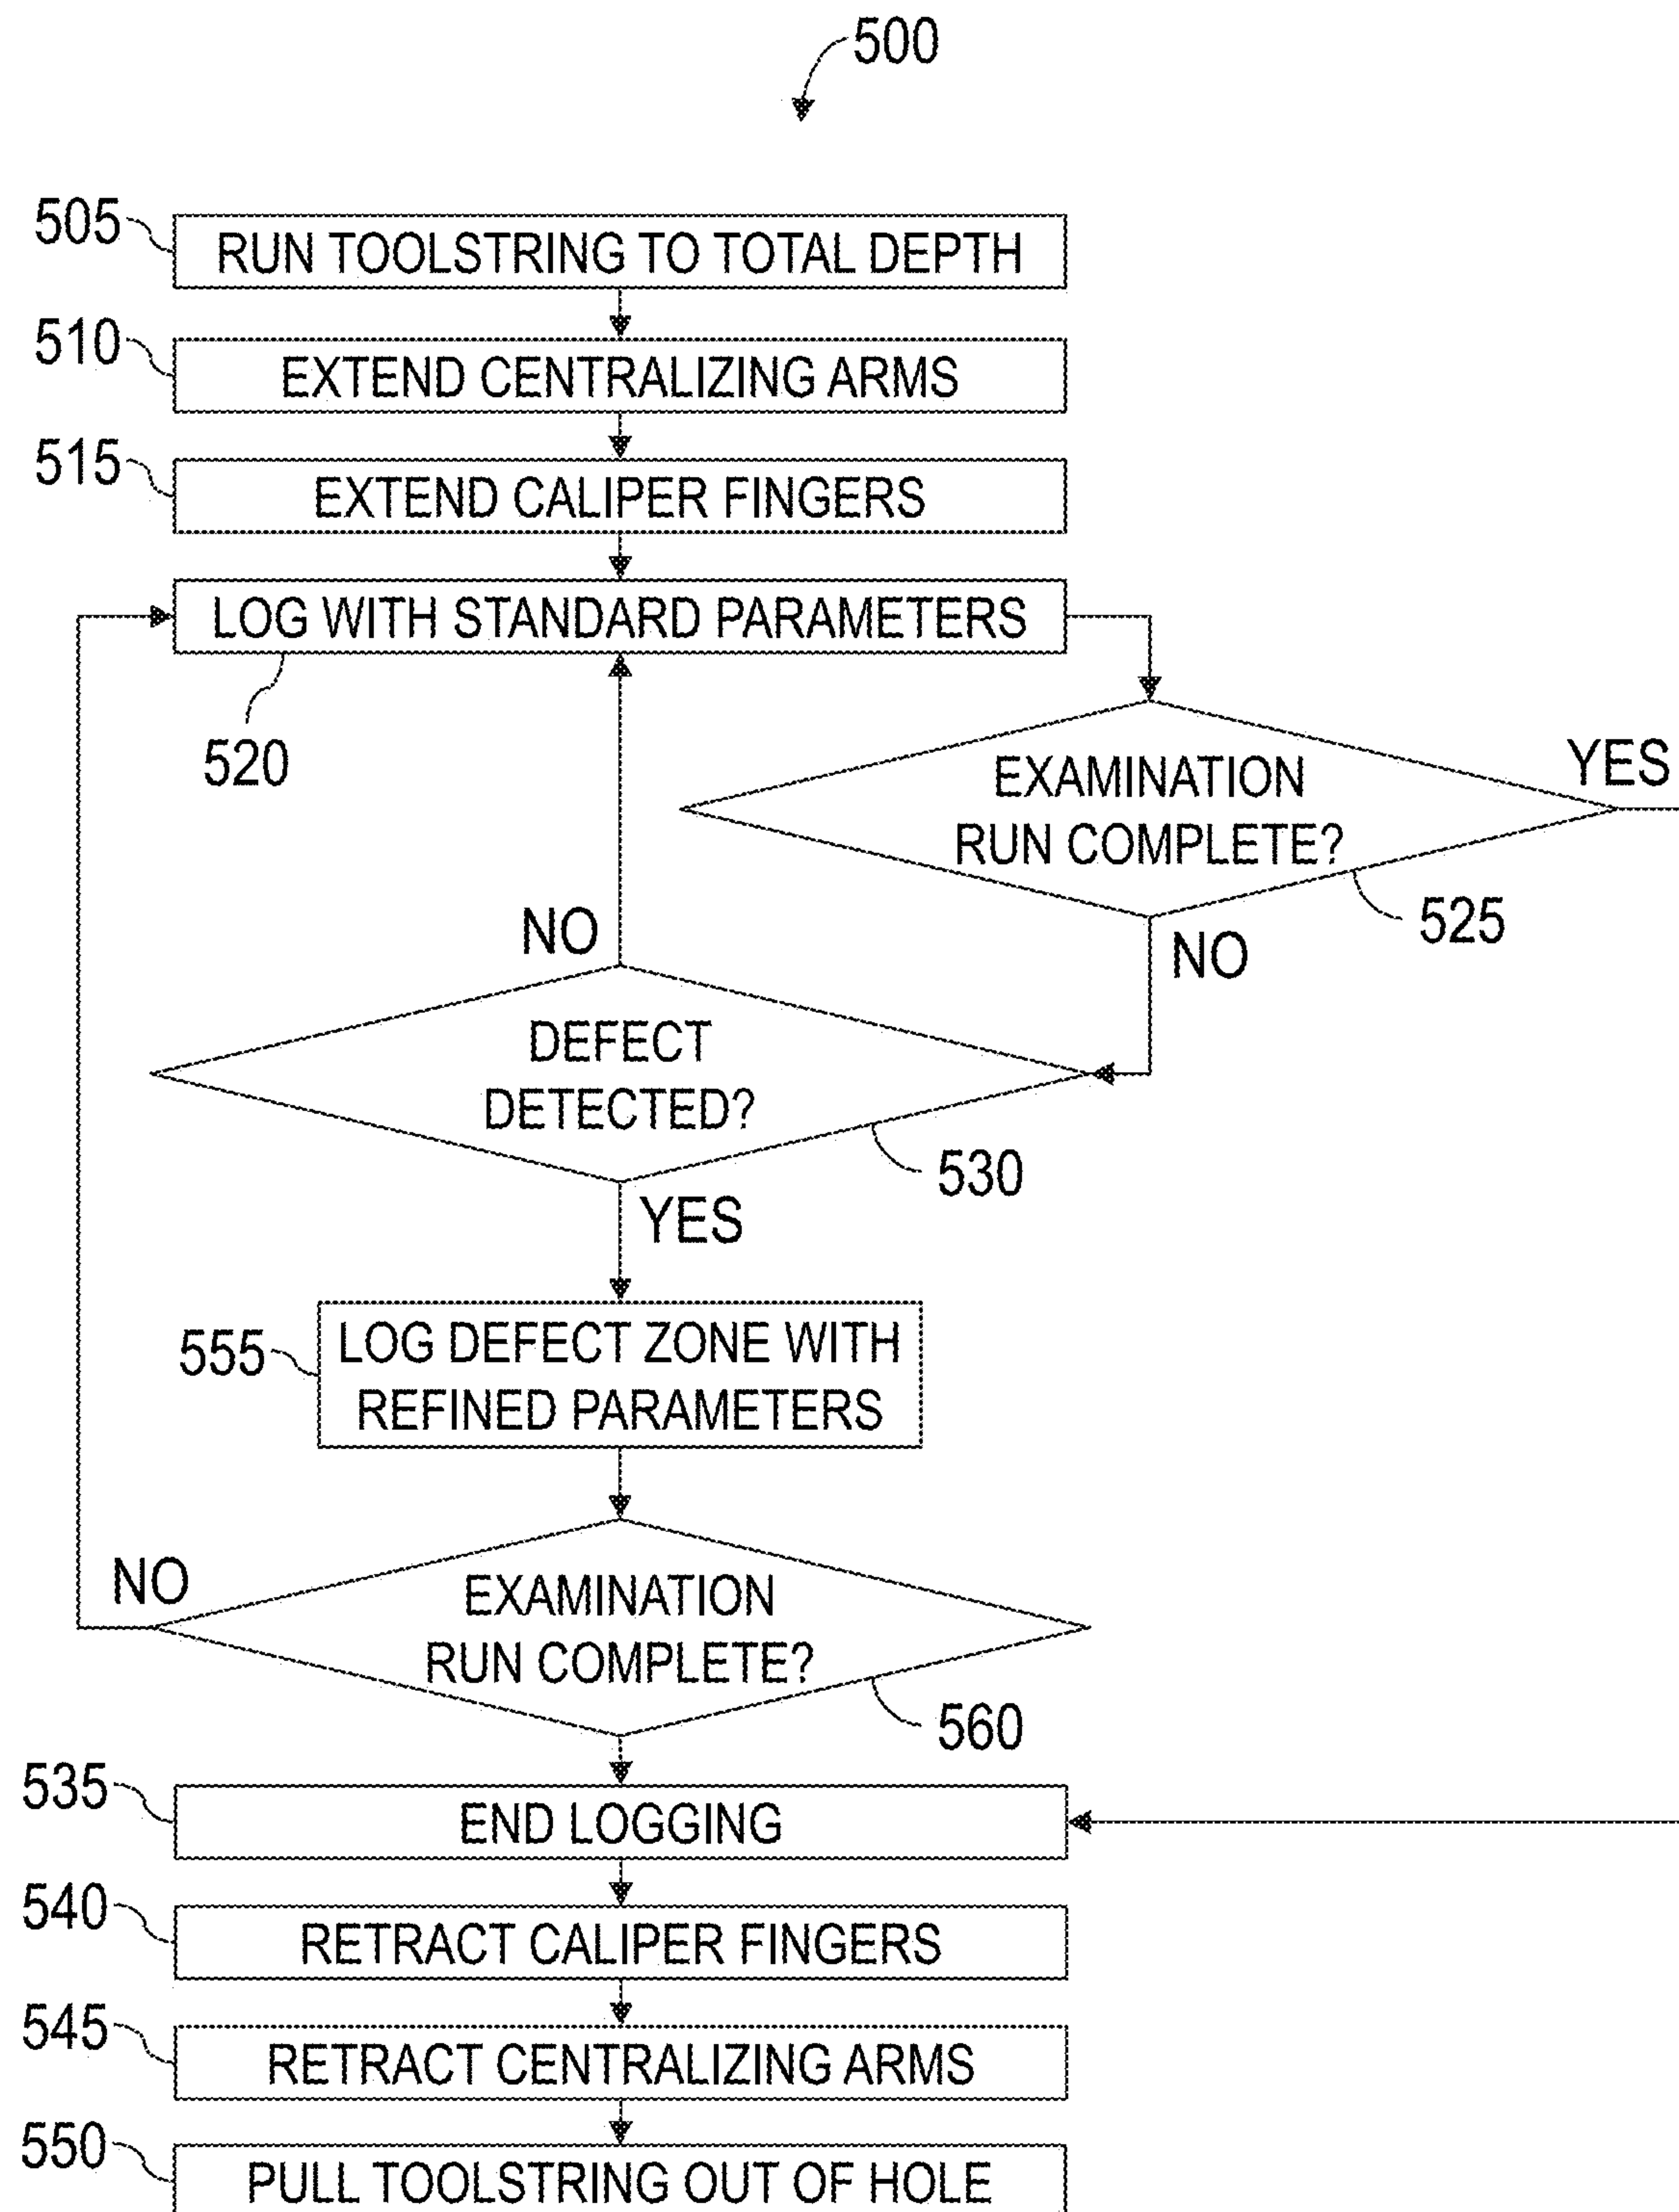 500
505
RUN TOOLSTRING TO TOTAL DEPTH
510
EXTEND CENTRALIZING ARMS
515
EXTEND CALIPER FINGERS
LOG WITH STANDARD PARAMETERS
520
EXAMINATION
RUN COMPLETE?
YES
525
NO
NO
DEFECT
DETECTED?
530
YES
555
LOG DEFECT ZONE WITH
REFINED PARAMETERS
NO
EXAMINATION
RUN COMPLETE?
560
535
END LOGGING
540
RETRACT CALIPER FINGERS
545
RETRACT CENTRALIZING ARMS
550
PULL TOOLSTRING OUT OF HOLE